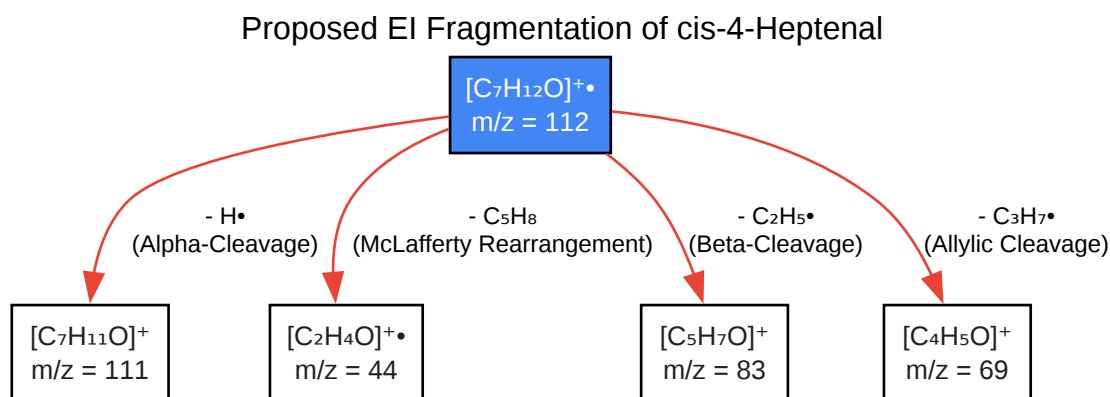 Proposed EI Fragmentation of cis-4-Heptenal
[C₇H₁₂O]⁺•
m/z = 112
- H•
(Alpha-Cleavage)
- C₅H₈
(McLafferty Rearrangement)
- C₂H₅•
(Beta-Cleavage)
- C₃H₇•
(Allylic Cleavage)
[C₇H₁₁O]⁺
m/z = 111
[C₂H₄O]⁺•
m/z = 44
[C₅H₇O]⁺
m/z = 83
[C₄H₅O]⁺
m/z = 69